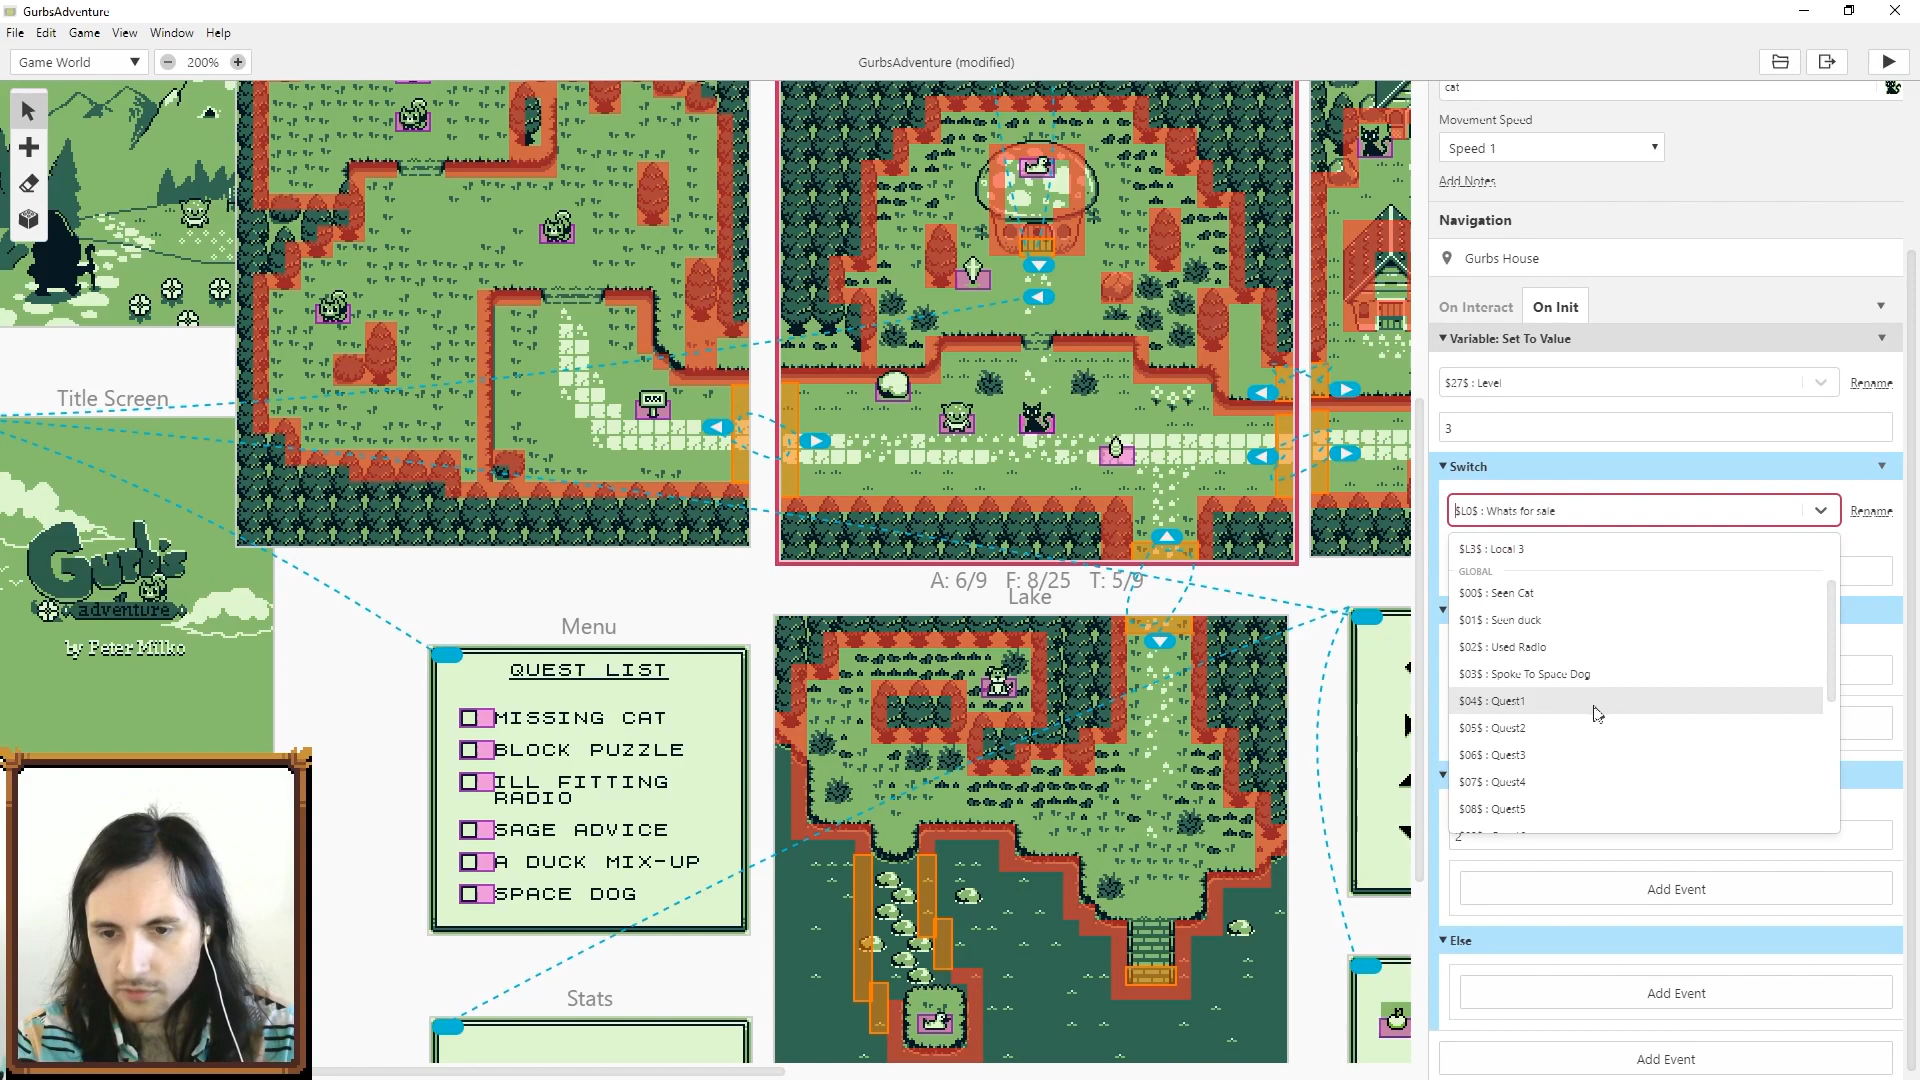 GurbsAdventure
File Edit Game View Window Help
Game World
200%
GurbsAdventure (modified)
cat
Movement Speed
Speed 1
Add Notes
Navigation
Gurbs House
On Interact On Init
Variable: Set To Value
$27$ : Level Rename
3
Switch
$L0$ : Whats for sale Rename
$L3$ : Local 3
GLOBAL
$00$ : Seen Cat
$01$ : Seen duck
$02$ : Used Radio
$03$ : Spoke To Space Dog
$04$ : Quest1
$05$ : Quest2
$06$ : Quest3
$07$ : Quest4
$08$ : Quest5
Add Event
Else
Add Event
Add Event
Title Screen
Gurb's
adventure
by Peter Milko
A: 6/9 F: 8/25 T: 5/9
Lake
Menu
QUEST LIST
MISSING CAT
BLOCK PUZZLE
ILL FITTING
RADIO
SAGE ADVICE
A DUCK MIX-UP
SPACE DOG
Stats